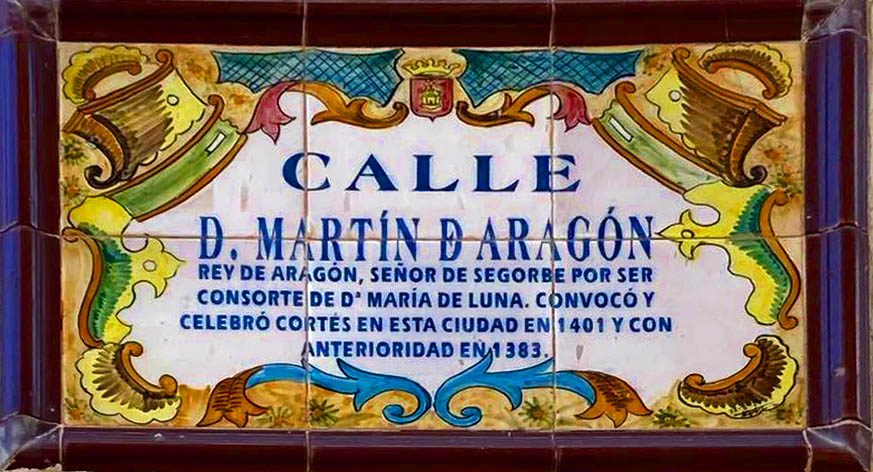 CALLE
D. MARTÍN Đ ARAGÓN
REY DE ARAGÓN, SEÑOR DE SEGORBE POR SER
CONSORTE DE Dª MARÍA DE LUNA. CONVOCÓ Y
CELEBRÓ CORTÉS EN ESTA CIUDAD EN 1401 Y CON
ANTERIORIDAD EN 1383.